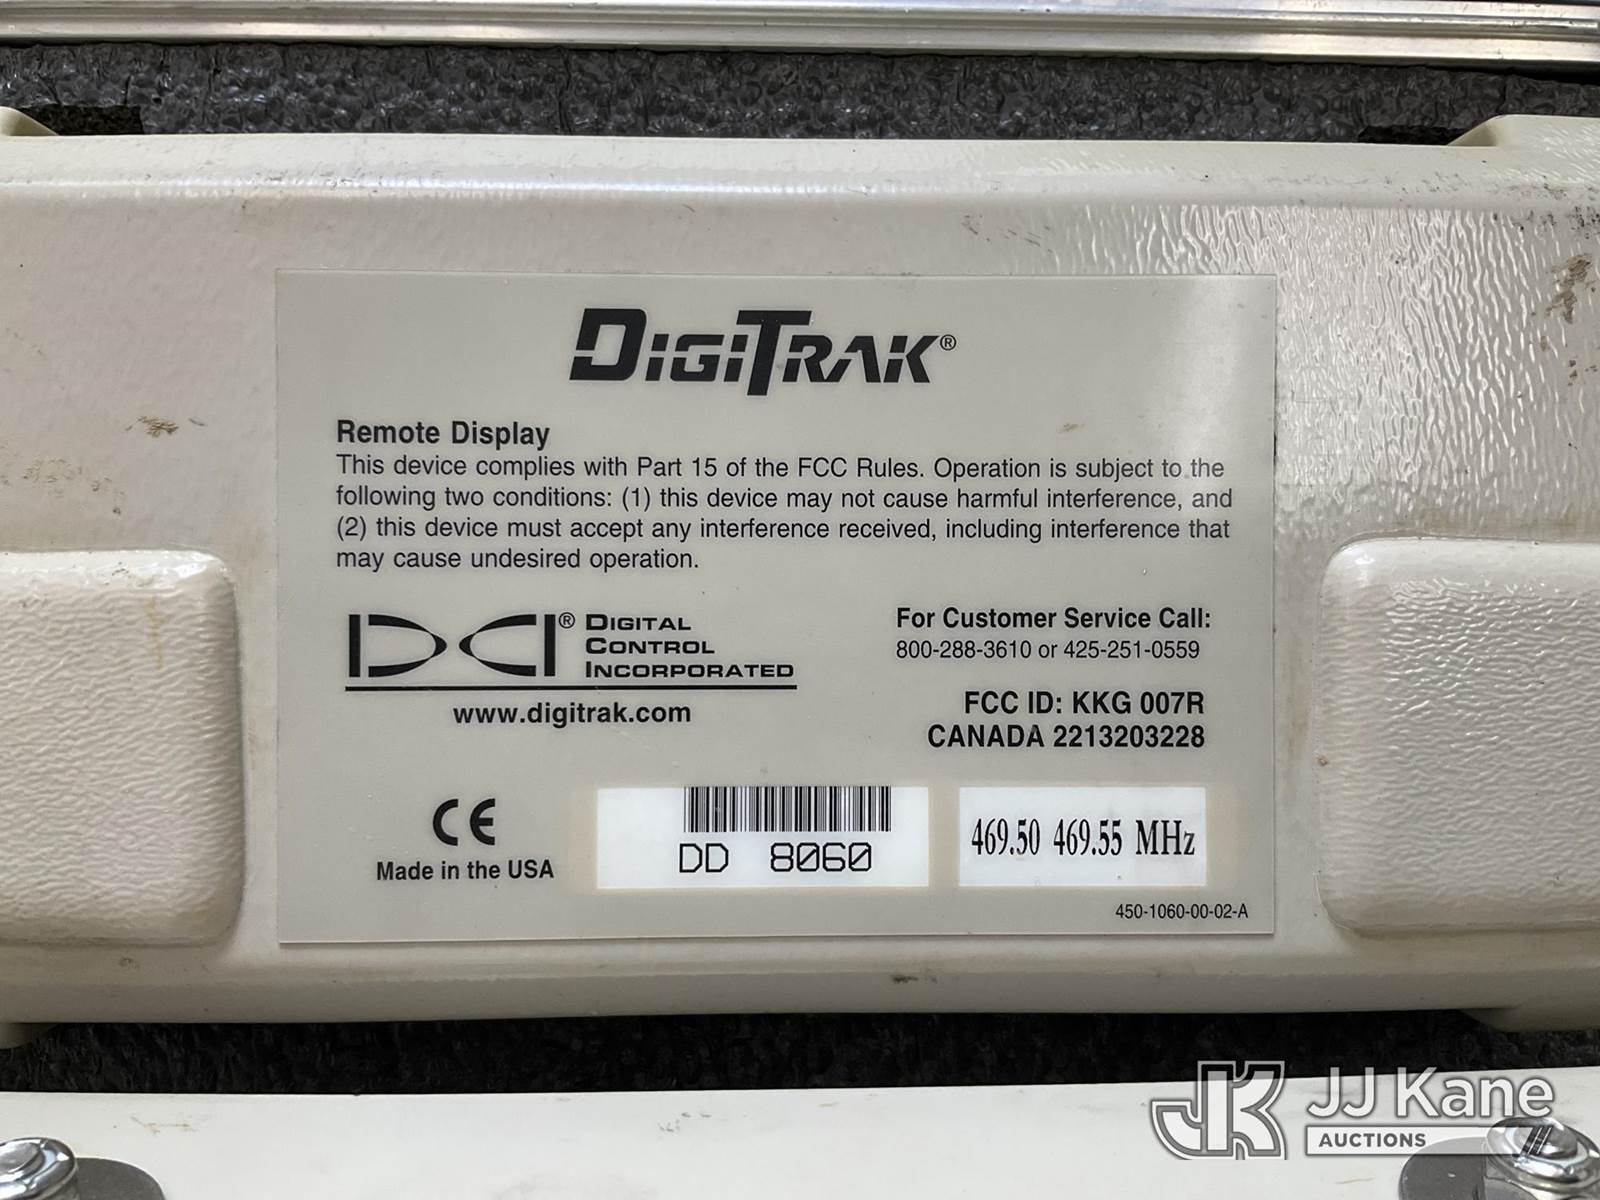 DIGITRAK®
Remote Display
This device complies with Part 15 of the FCC Rules. Operation is subject to the
following two conditions: (1) this device may not cause harmful interference, and
(2) this device must accept any interference received, including interference that
may cause undesired operation.
DCI® DIGITAL
CONTROL
INCORPORATED
www.digitrak.com
For Customer Service Call:
800-288-3610 or 425-251-0559
FCC ID: KKG 007R
CANADA 2213203228
CE
Made in the USA
DD 8060
469.50 469.55 MHz
450-1060-00-02-A
JK JJ Kane
AUCTIONS